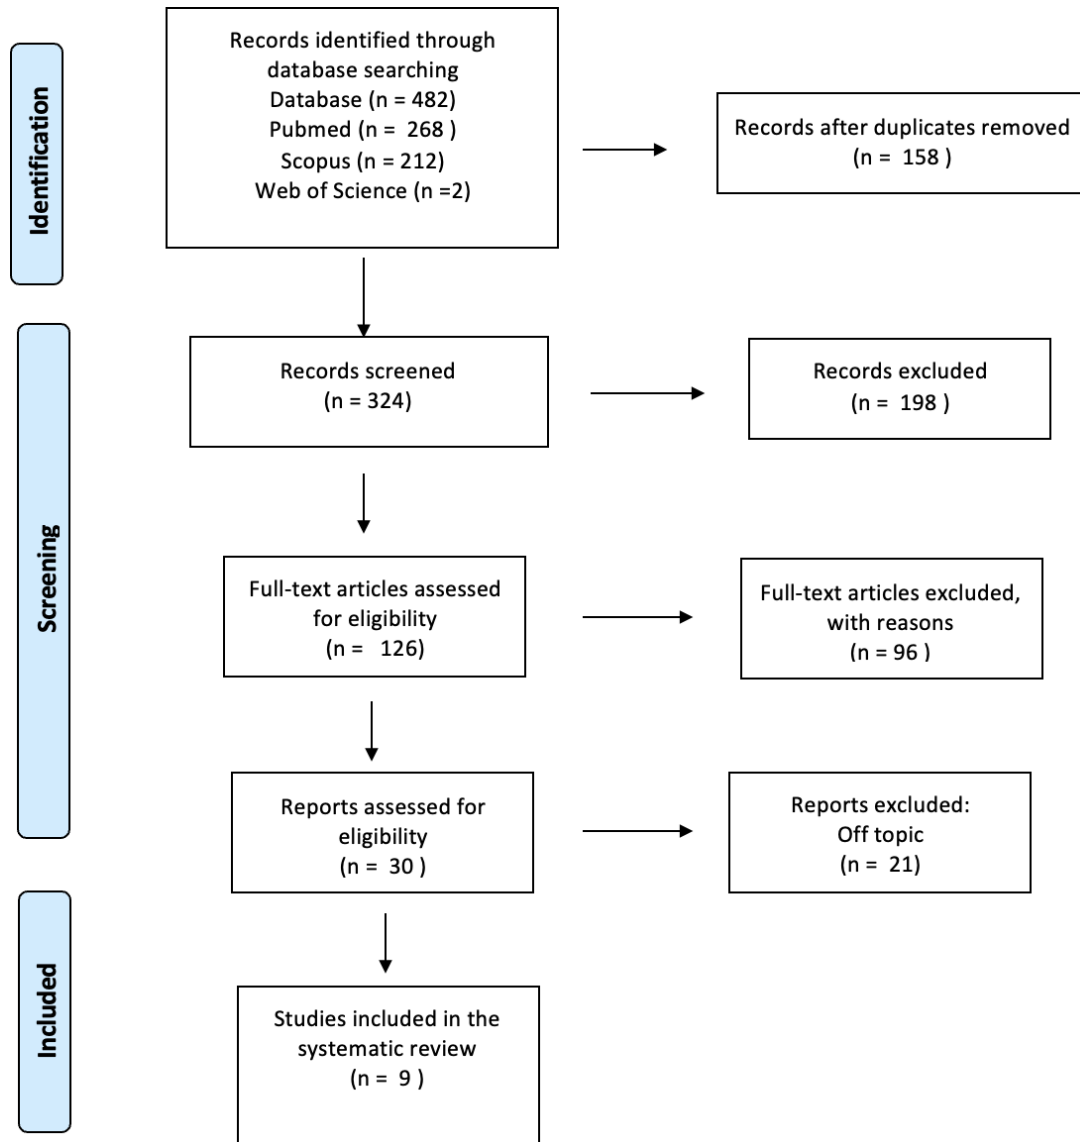 Identification
Records identified through
database searching
Database (n = 482)
Pubmed (n =  268 )
Scopus (n = 212)
Web of Science (n =2)
Records after duplicates removed
(n =  158 )
Screening
Records screened
(n = 324)
Records excluded
(n =  198 )
Full-text articles assessed
for eligibility
(n =   126)
Full-text articles excluded,
with reasons
(n = 96 )
Reports assessed for
eligibility
(n =  30 )
Reports excluded:
Off topic
(n =  21)
Included
Studies included in the
systematic review
(n =  9 )